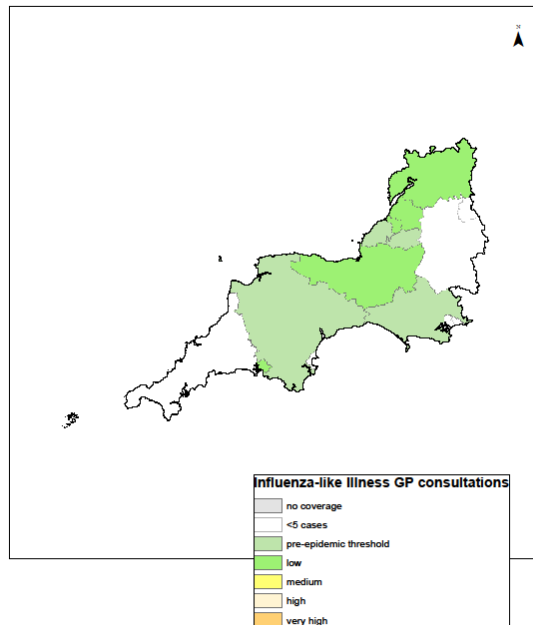 N
Influenza-like Illness GP consultations
no coverage
<5 cases
pre-epidemic threshold
low
medium
high
very high